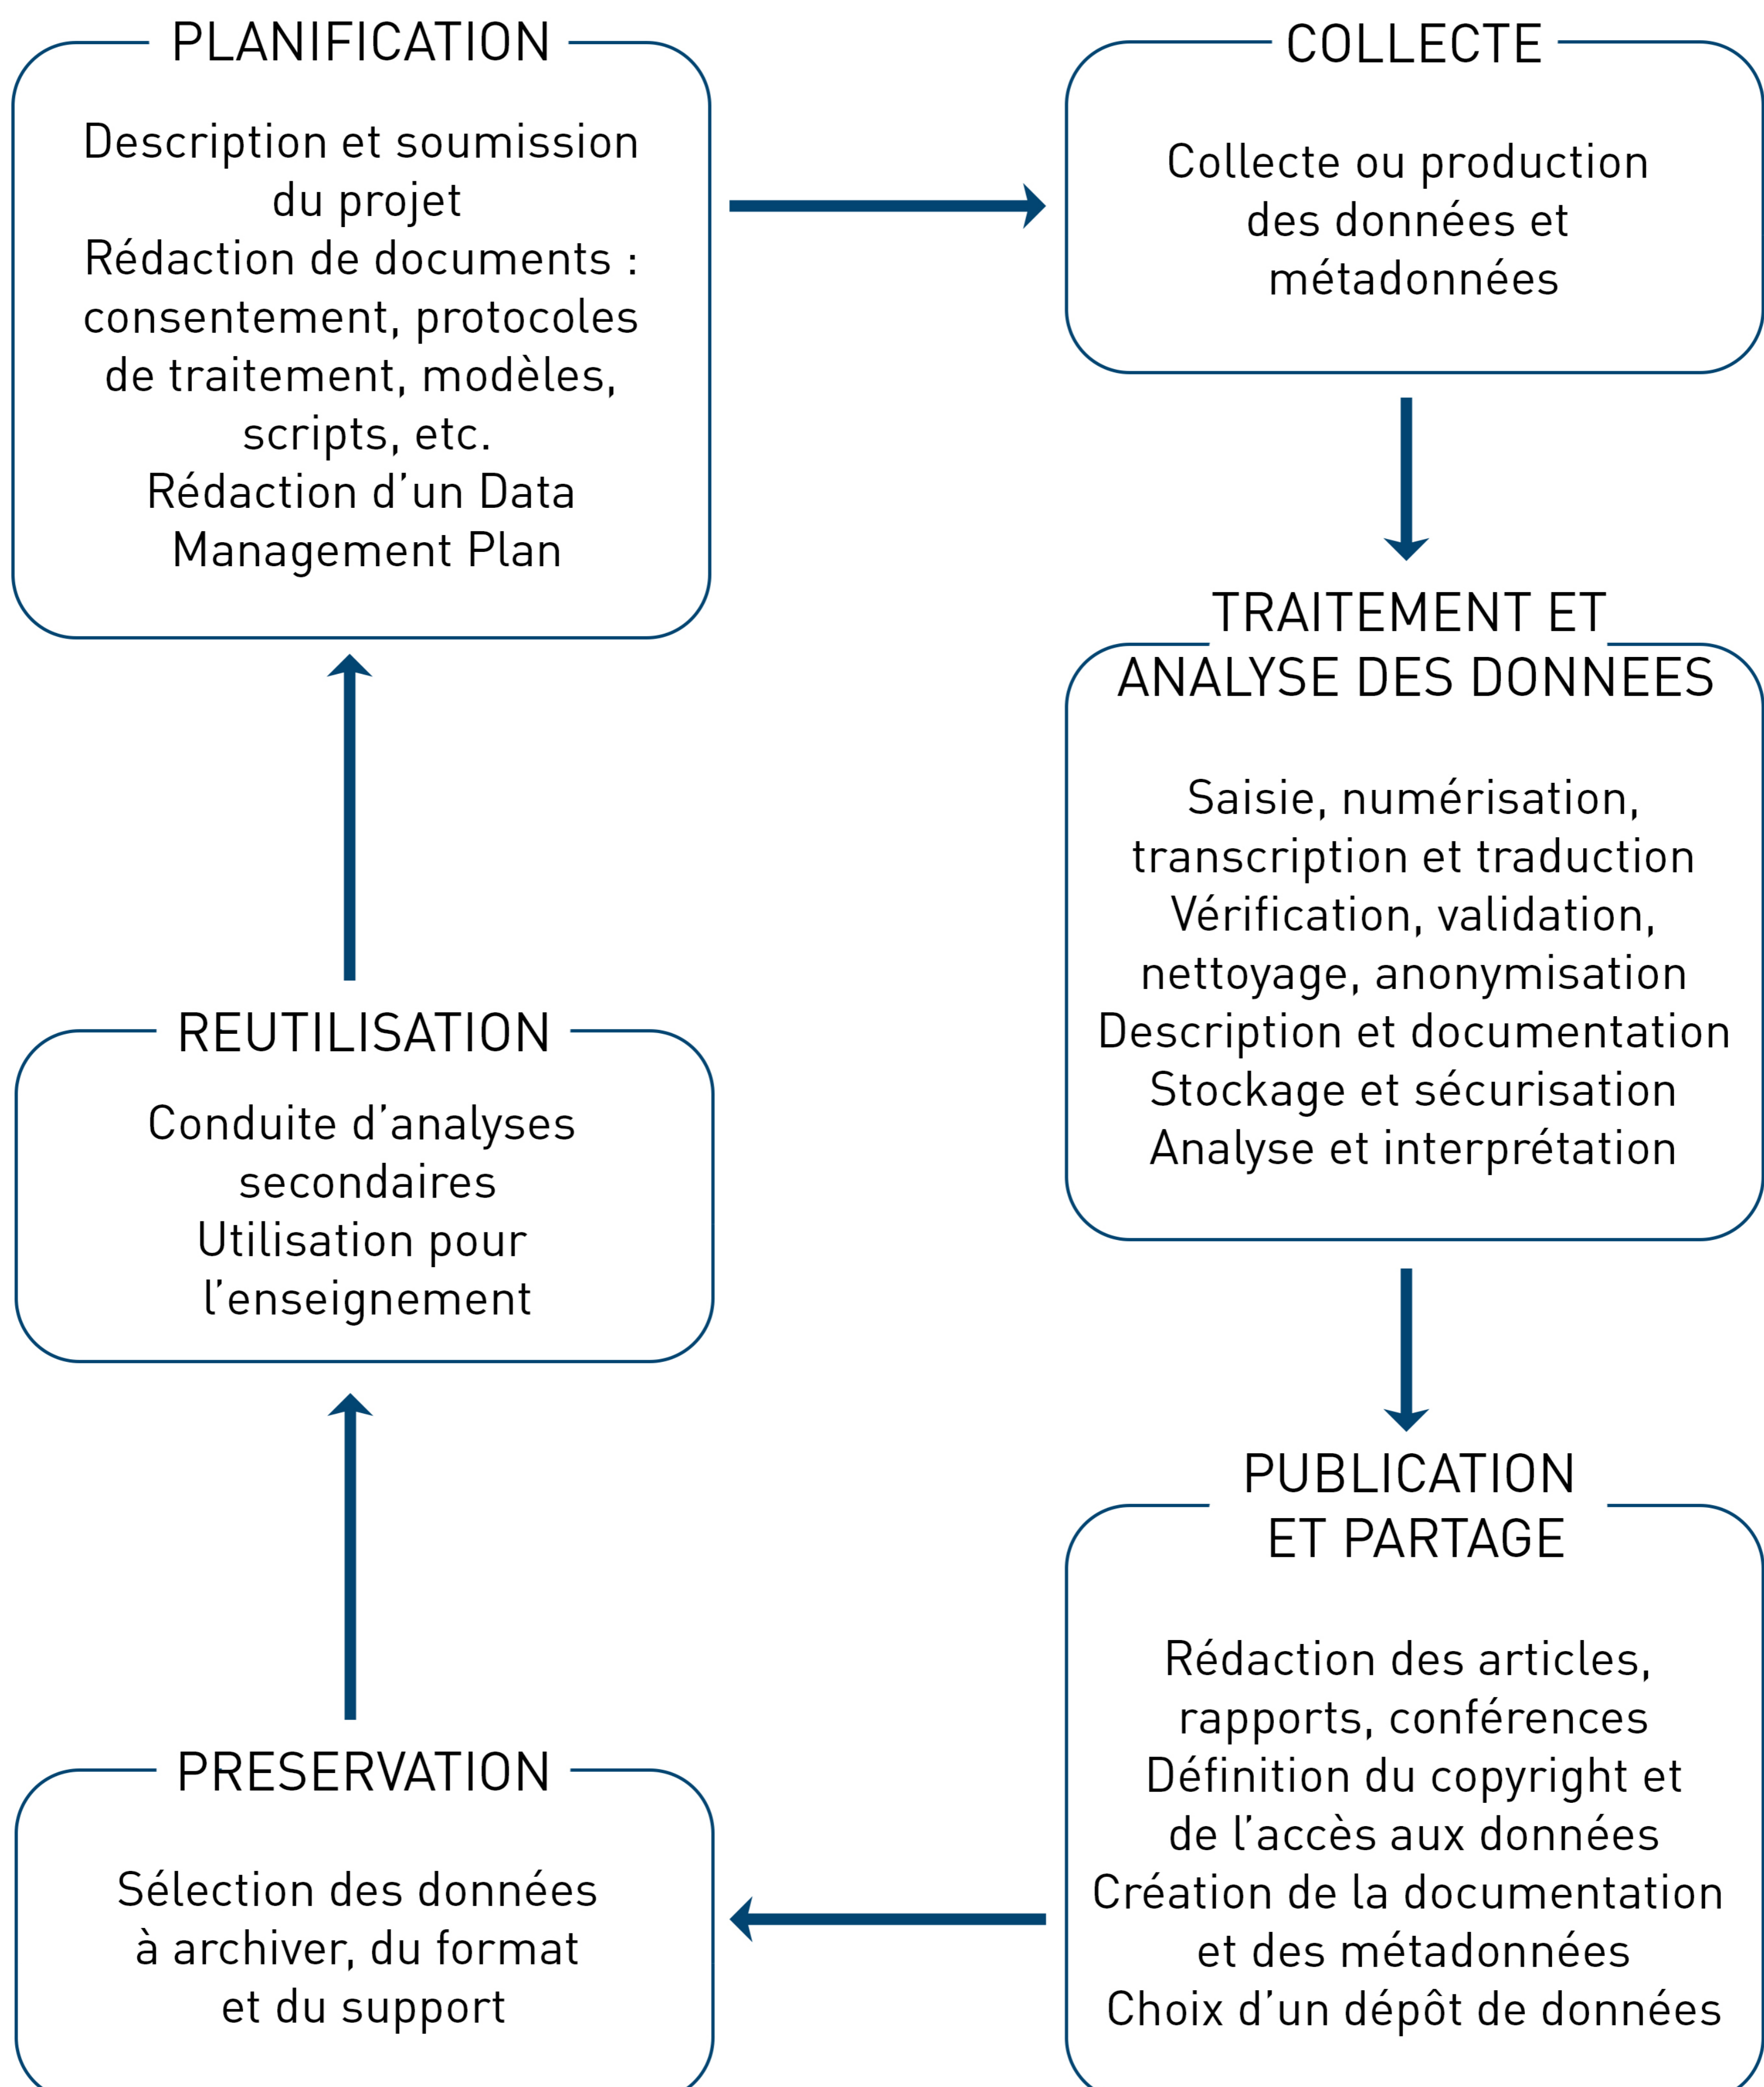 PLANIFICATION
Description et soumission
du projet
Rédaction de documents :
consentement, protocoles
de traitement, modèles,
scripts, etc.
Rédaction d’un Data
Management Plan
COLLECTE
Collecte ou production
des données et
métadonnées
TRAITEMENT ET
ANALYSE DES DONNEES
Saisie, numérisation,
transcription et traduction
Vérification, validation,
nettoyage, anonymisation
Description et documentation
Stockage et sécurisation
Analyse et interprétation
PUBLICATION
ET PARTAGE
Rédaction des articles,
rapports, conférences
Définition du copyright et
de l’accès aux données
Création de la documentation
et des métadonnées
Choix d’un dépôt de données
PRESERVATION
Sélection des données
à archiver, du format
et du support
REUTILISATION
Conduite d’analyses
secondaires
Utilisation pour
l’enseignement